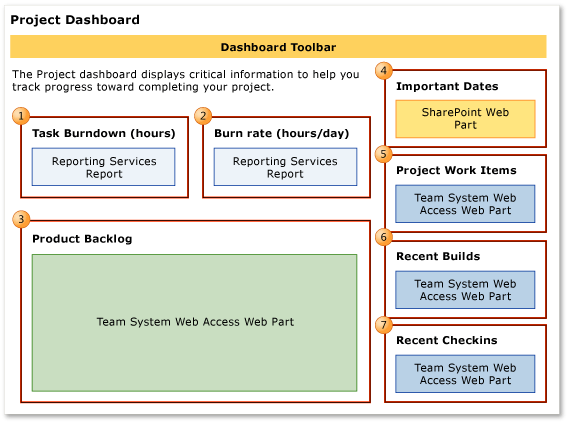 Project Dashboard
Dashboard Toolbar
The Project dashboard displays critical information to help you
track progress toward completing your project.
1
Task Burndown (hours)
Reporting Services
Report
2
Burn rate (hours/day)
Reporting Services
Report
3
Product Backlog
Team System Web Access Web Part
4
Important Dates
SharePoint Web
Part
5
Project Work Items
Team System Web
Access Web Part
6
Recent Builds
Team System Web
Access Web Part
7
Recent Checkins
Team System Web
Access Web Part